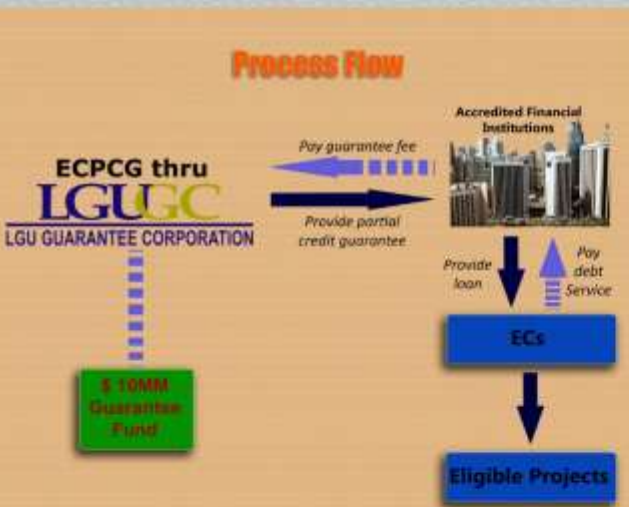 Process Flow
Accredited Financial
Institutions
Pay guarantee fee
ECPCG thru
LGUGC
LGU GUARANTEE CORPORATION
Provide partial
credit guarantee
Provide
loan
Pay
debt
Service
ECs
$ 10MM
Guarantee
Fund
Eligible Projects